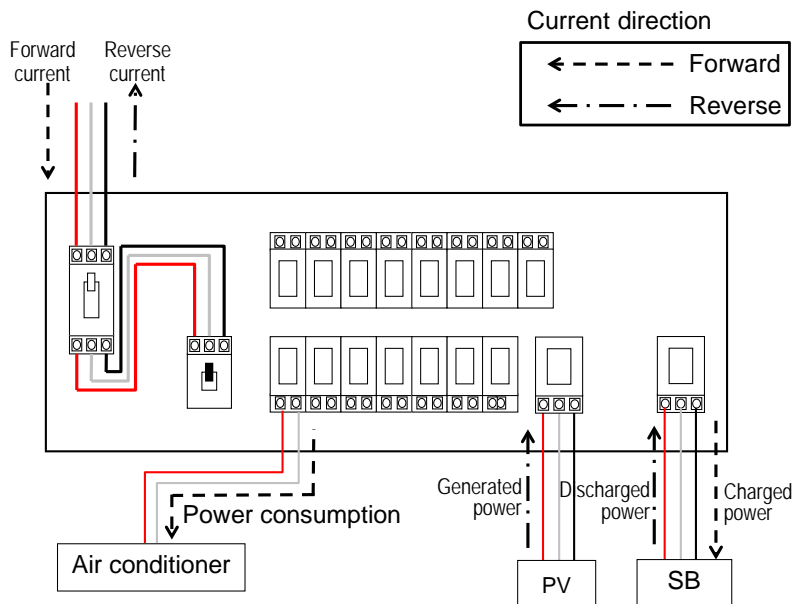 Current direction
Forward
Reverse
Forward
current
Reverse
current
Generated
power
Discharged
power
Charged
power
Power consumption
Air conditioner
PV
SB